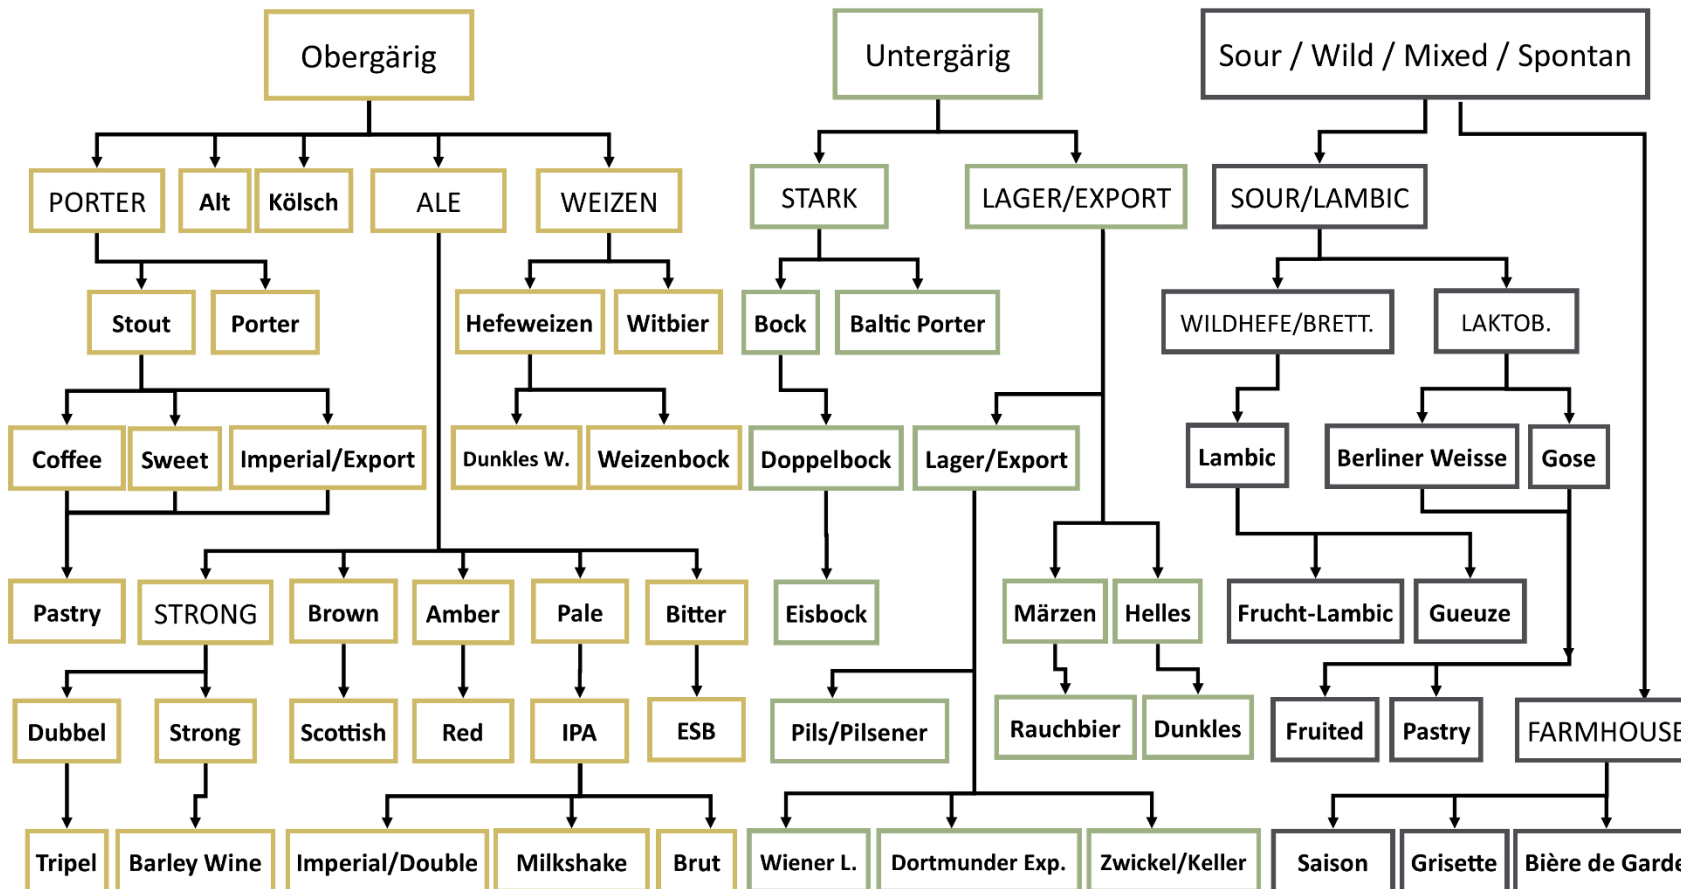 Obergärig
Untergärig
Sour / Wild / Mixed / Spontan
PORTER
Alt
Kölsch
ALE
WEIZEN
STARK
LAGER/EXPORT
SOUR/LAMBIC
Stout
Porter
Hefeweizen
Witbier
Bock
Baltic Porter
WILDHEFE/BRETT.
LAKTOB.
Coffee
Sweet
Imperial/Export
Dunkles W.
Weizenbock
Doppelbock
Lager/Export
Lambic
Berliner Weisse
Gose
Pastry
STRONG
Brown
Amber
Pale
Bitter
Eisbock
Märzen
Helles
Frucht-Lambic
Gueuze
Dubbel
Strong
Scottish
Red
IPA
ESB
Pils/Pilsener
Rauchbier
Dunkles
Fruited
Pastry
FARMHOUSE
Tripel
Barley Wine
Imperial/Double
Milkshake
Brut
Wiener L.
Dortmunder Exp.
Zwickel/Keller
Saison
Grisette
Bière de Garde